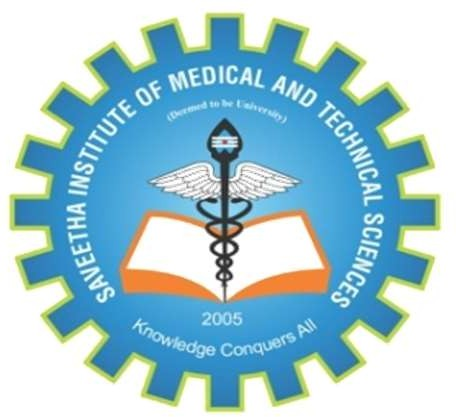 SAVEETHA INSTITUTE OF MEDICAL AND TECHNICAL SCIENCES
(Deemed to be University)
2005
Knowledge Conquers All